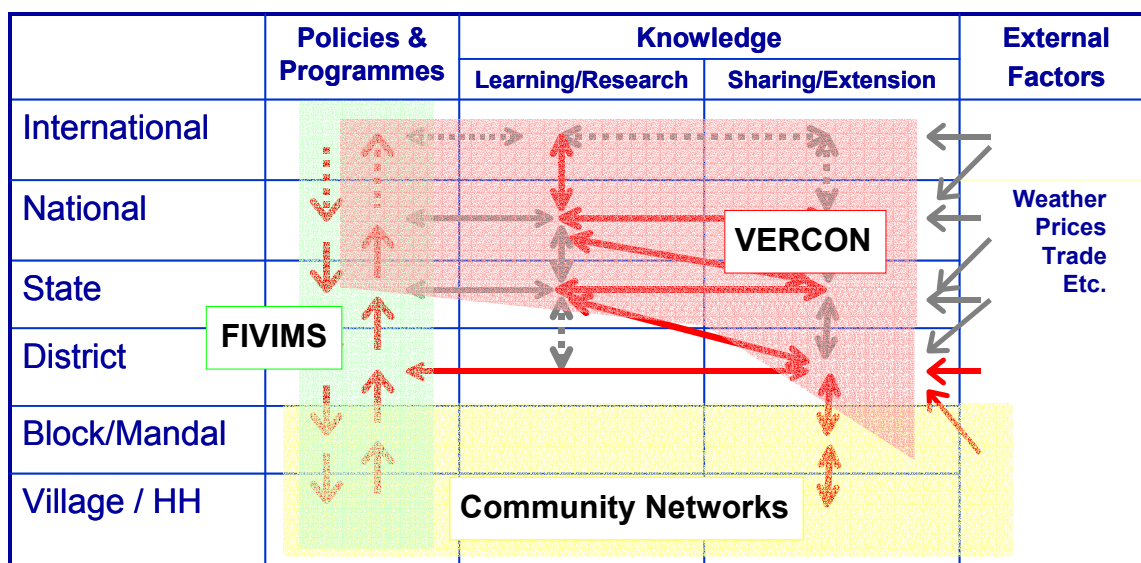 Policies &
Programmes
Knowledge
External
Factors
Learning/Research
Sharing/Extension
International
National
Weather
Prices
Trade
Etc.
VERCON
State
FIVIMS
District
Block/Mandal
Village / HH
Community Networks